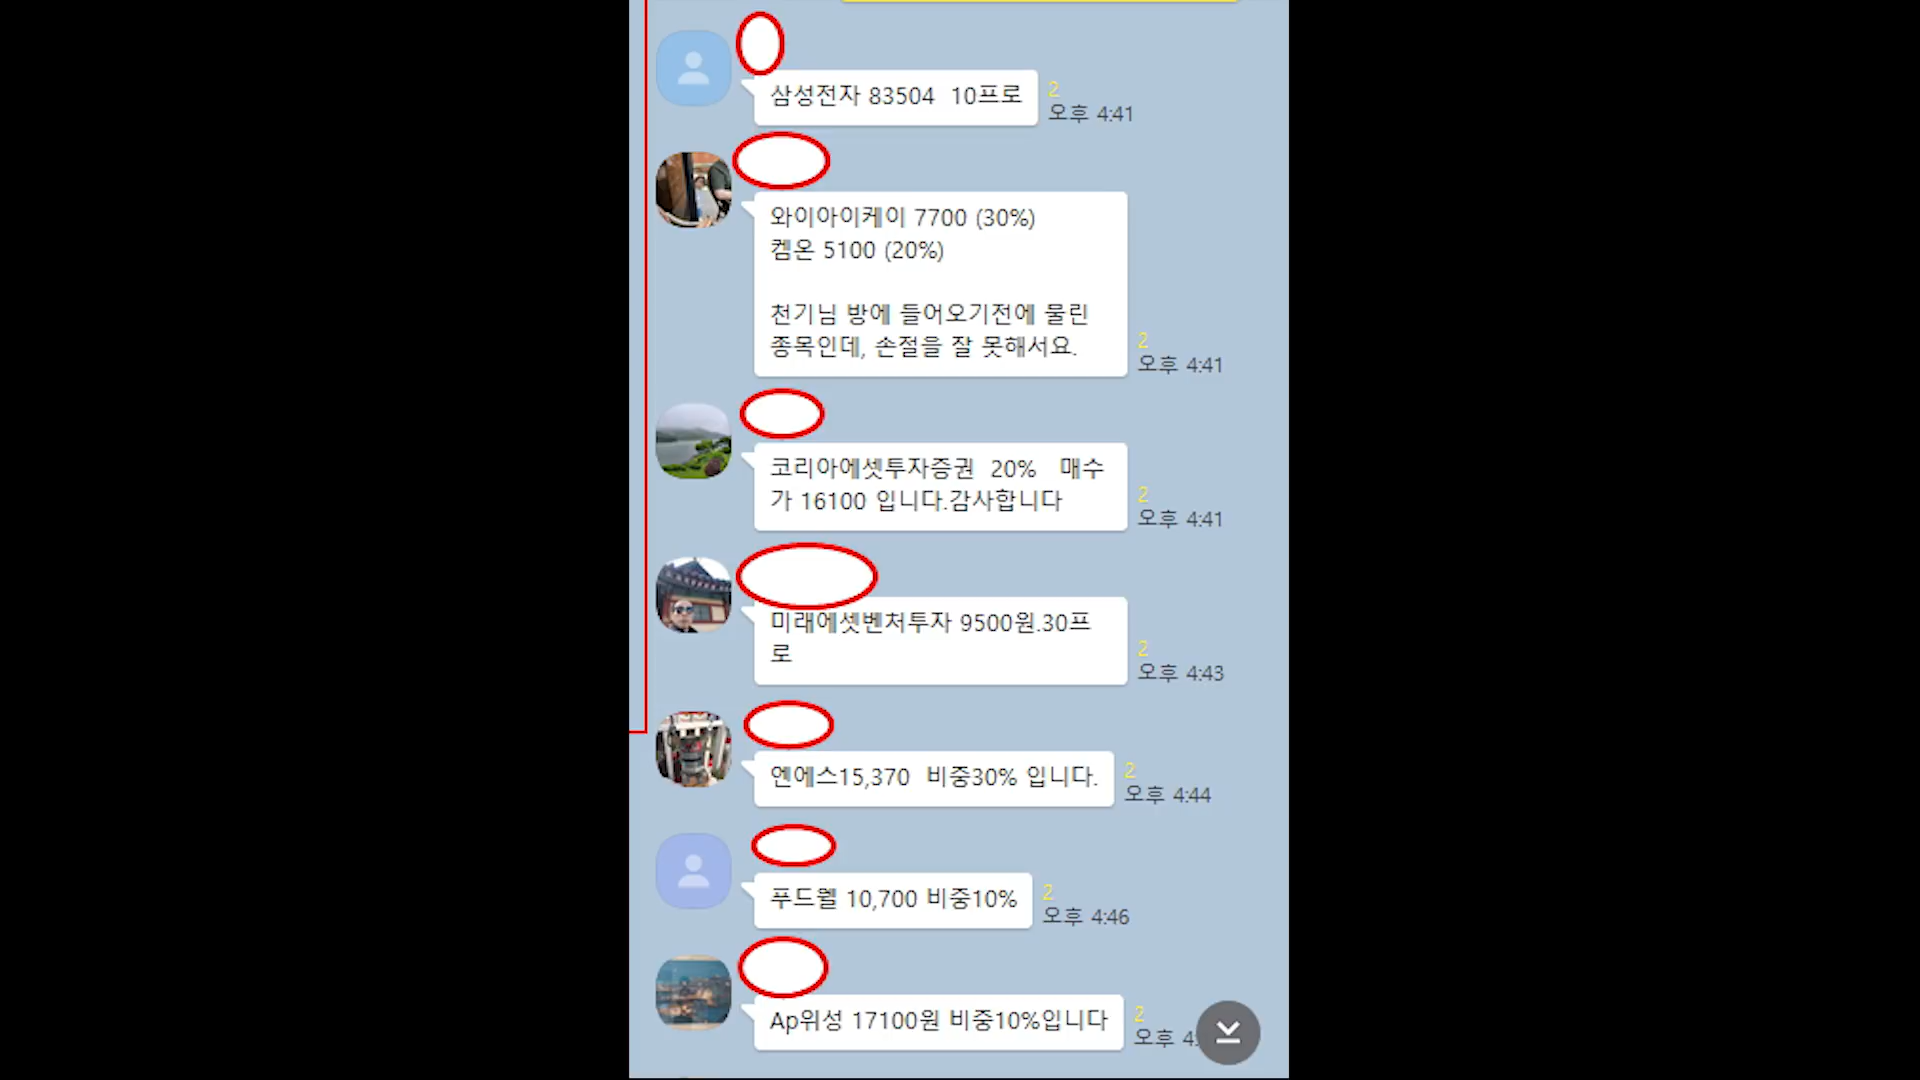 삼성전자 83504  10프로
2
오후 4:41
와이아이케이 7700 (30%)
켐온 5100 (20%)
천기님 방에 들어오기전에 물린
종목인데, 손절을 잘 못해서요.
2
오후 4:41
코리아에셋투자증권  20%   매수
가 16100 입니다.감사합니다
2
오후 4:41
미래에셋벤처투자 9500원.30프
로
2
오후 4:43
엔에스15,370  비중30% 입니다.
2
오후 4:44
푸드웰 10,700 비중10%
2
오후 4:46
Ap위성 17100원 비중10%입니다
2
오후 4: